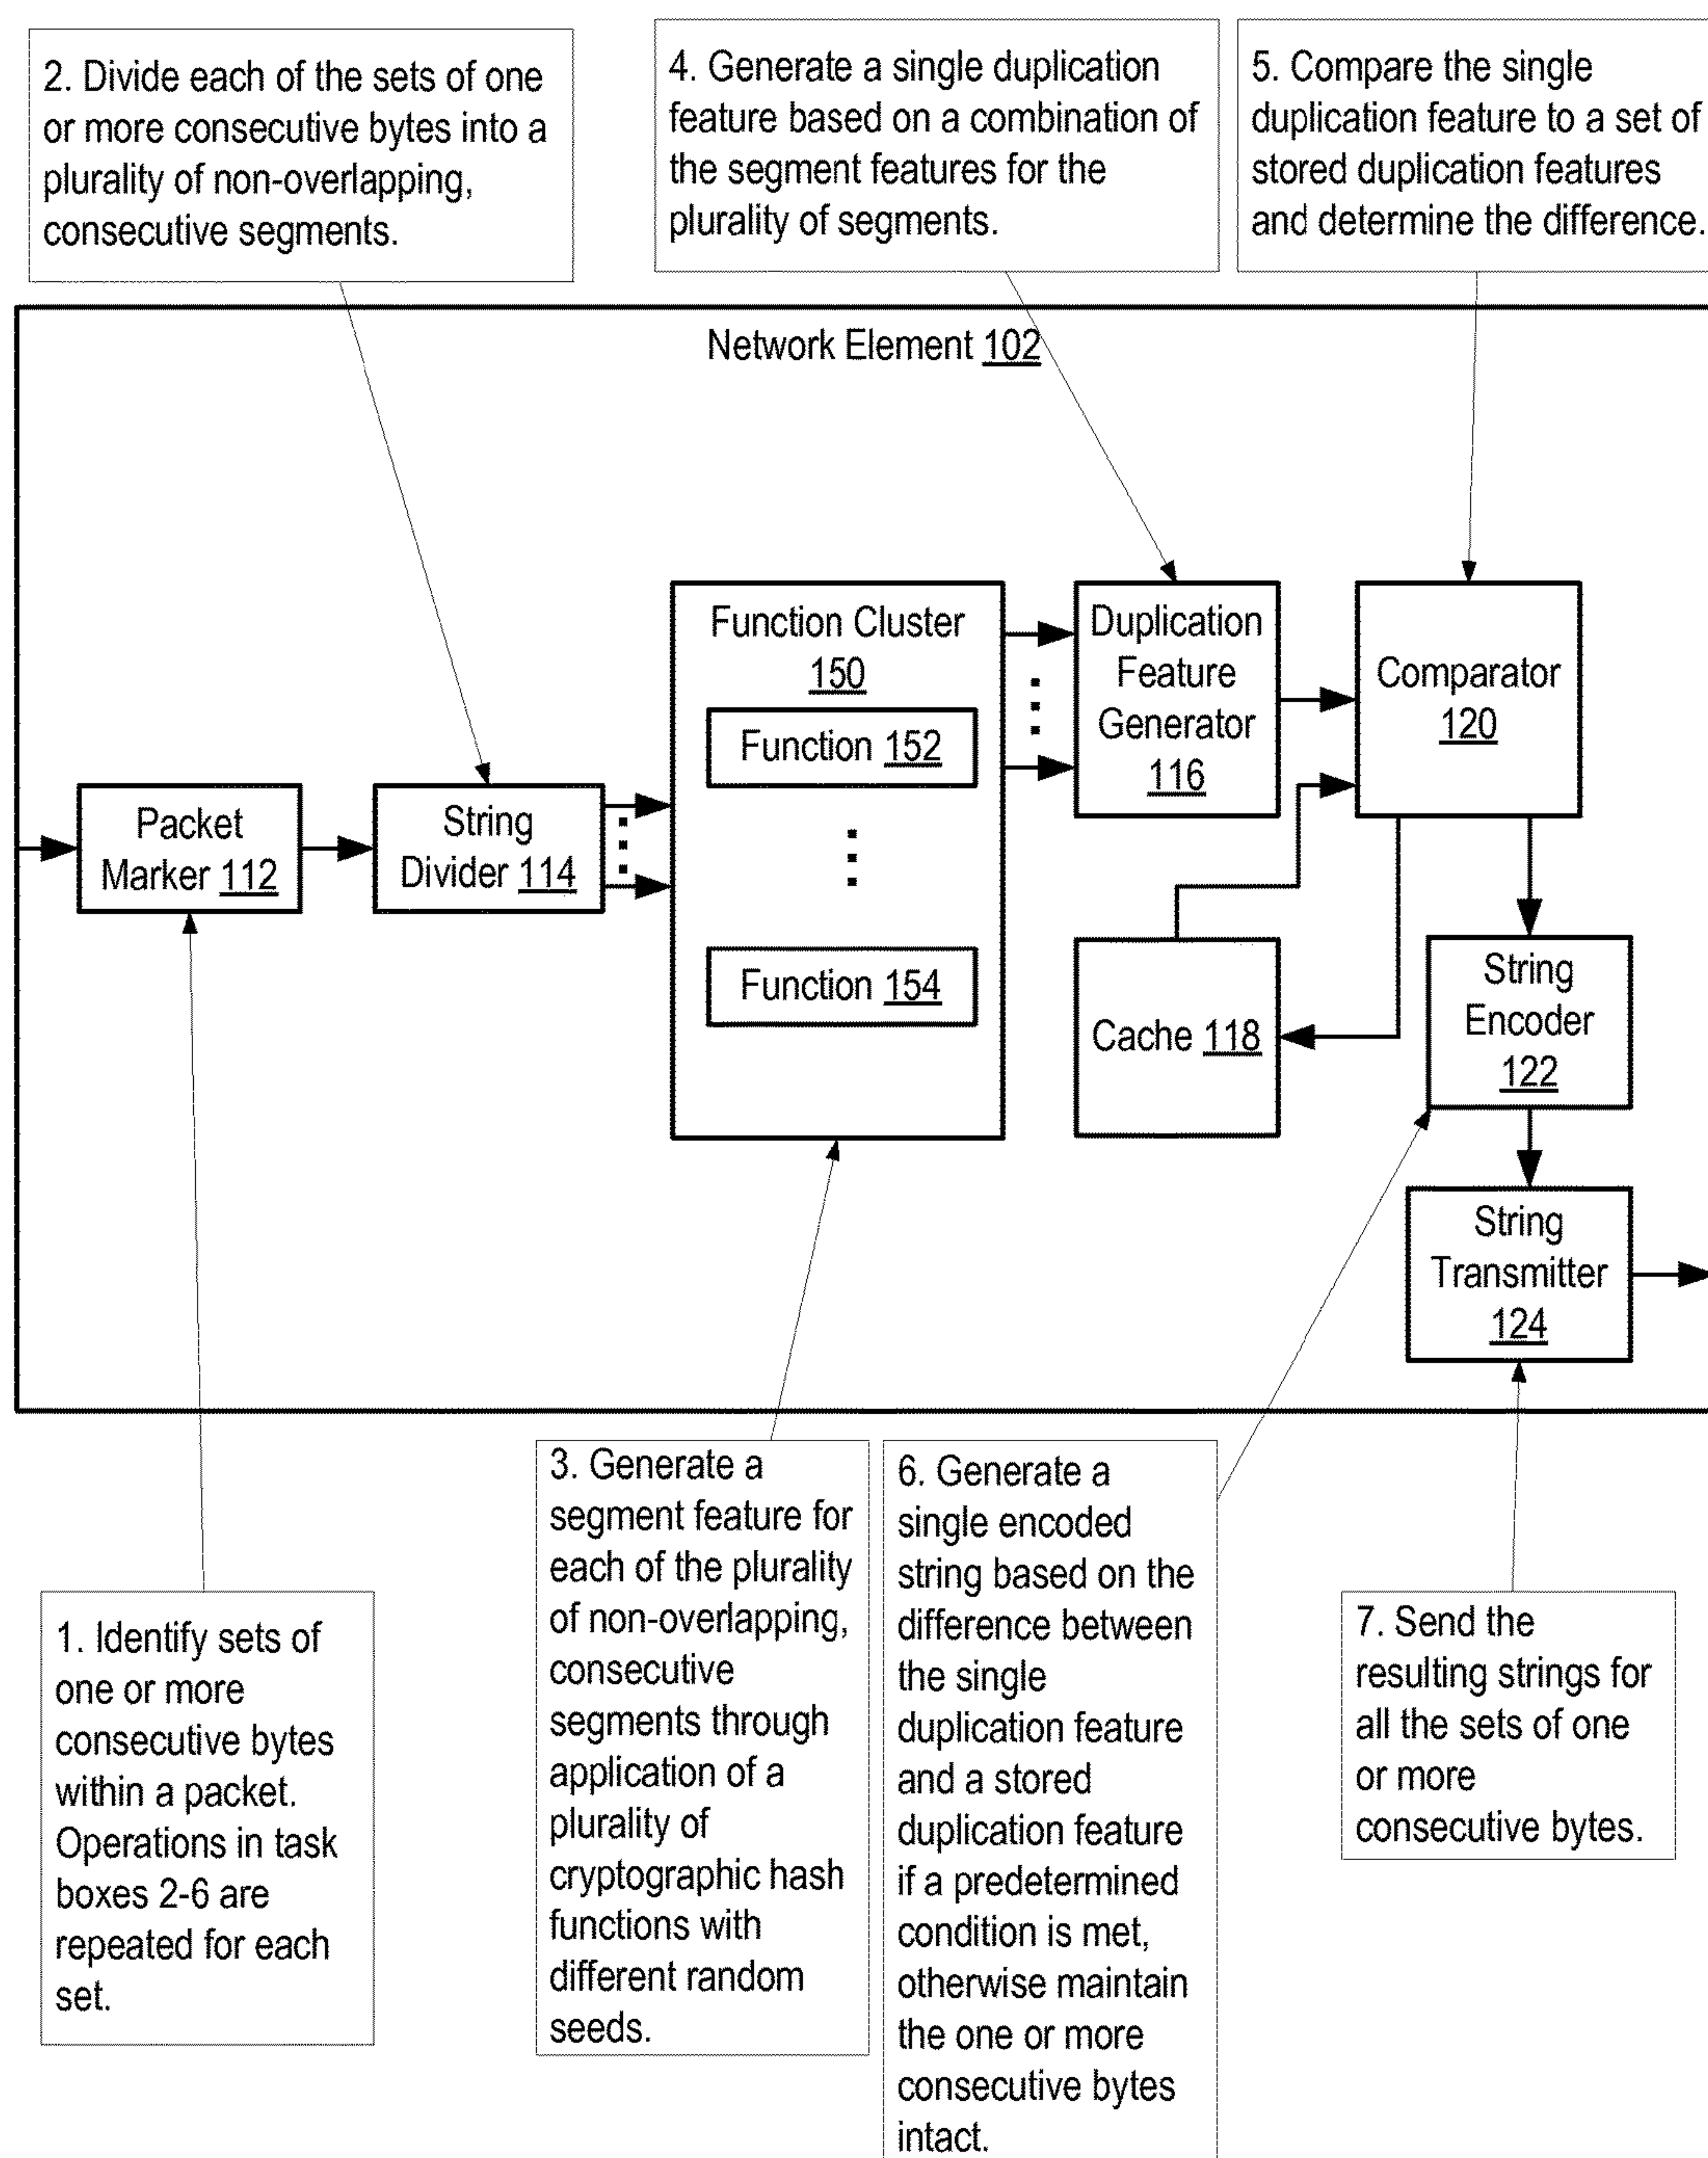 2. Divide each of the sets of one
or more consecutive bytes into a
plurality of non-overlapping,
consecutive segments.
4. Generate a single duplication
feature based on a combination of
the segment features for the
plurality of segments.
5. Compare the single
duplication feature to a set of
stored duplication features
and determine the difference.
Network Element 102
Packet
Marker 112
String
Divider 114
Function Cluster
150
Function 152
Function 154
Duplication
Feature
Generator
116
Comparator
120
Cache 118
String
Encoder
122
String
Transmitter
124
1. Identify sets of
one or more
consecutive bytes
within a packet.
Operations in task
boxes 2-6 are
repeated for each
set.
3. Generate a
segment feature for
each of the plurality
of non-overlapping,
consecutive
segments through
application of a
plurality of
cryptographic hash
functions with
different random
seeds.
6. Generate a
single encoded
string based on the
difference between
the single
duplication feature
and a stored
duplication feature
if a predetermined
condition is met,
otherwise maintain
the one or more
consecutive bytes
intact.
7. Send the
resulting strings for
all the sets of one
or more
consecutive bytes.